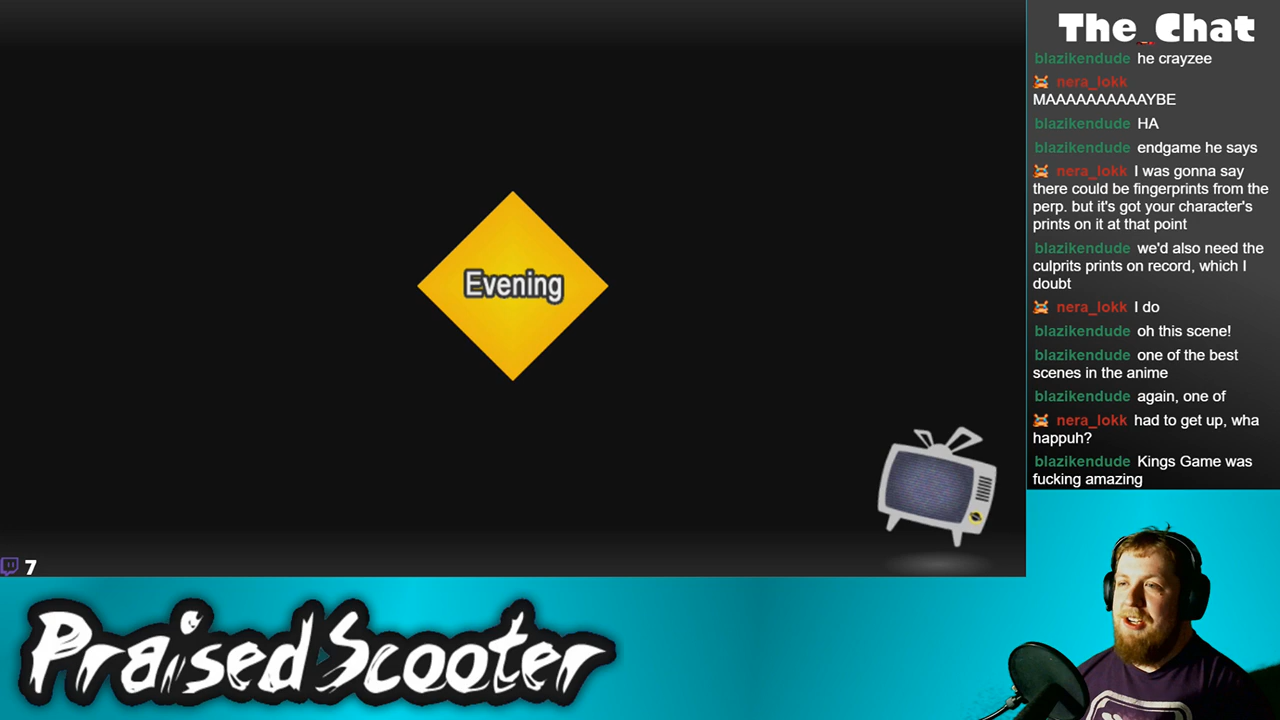 The Chat
blazikendude he crayzee
nera_lokk
MAAAAAAAAAAYBE
blazikendude HA
blazikendude endgame he says
nera_lokk I was gonna say
there could be fingerprints from the
perp. but it's got your character's
prints on it at that point
blazikendude we'd also need the
culprits prints on record, which I
doubt
nera_lokk I do
blazikendude oh this scene!
blazikendude one of the best
scenes in the anime
blazikendude again, one of
nera_lokk had to get up, wha
happuh?
blazikendude Kings Game was
fucking amazing
Evening
7
PraisedScooter